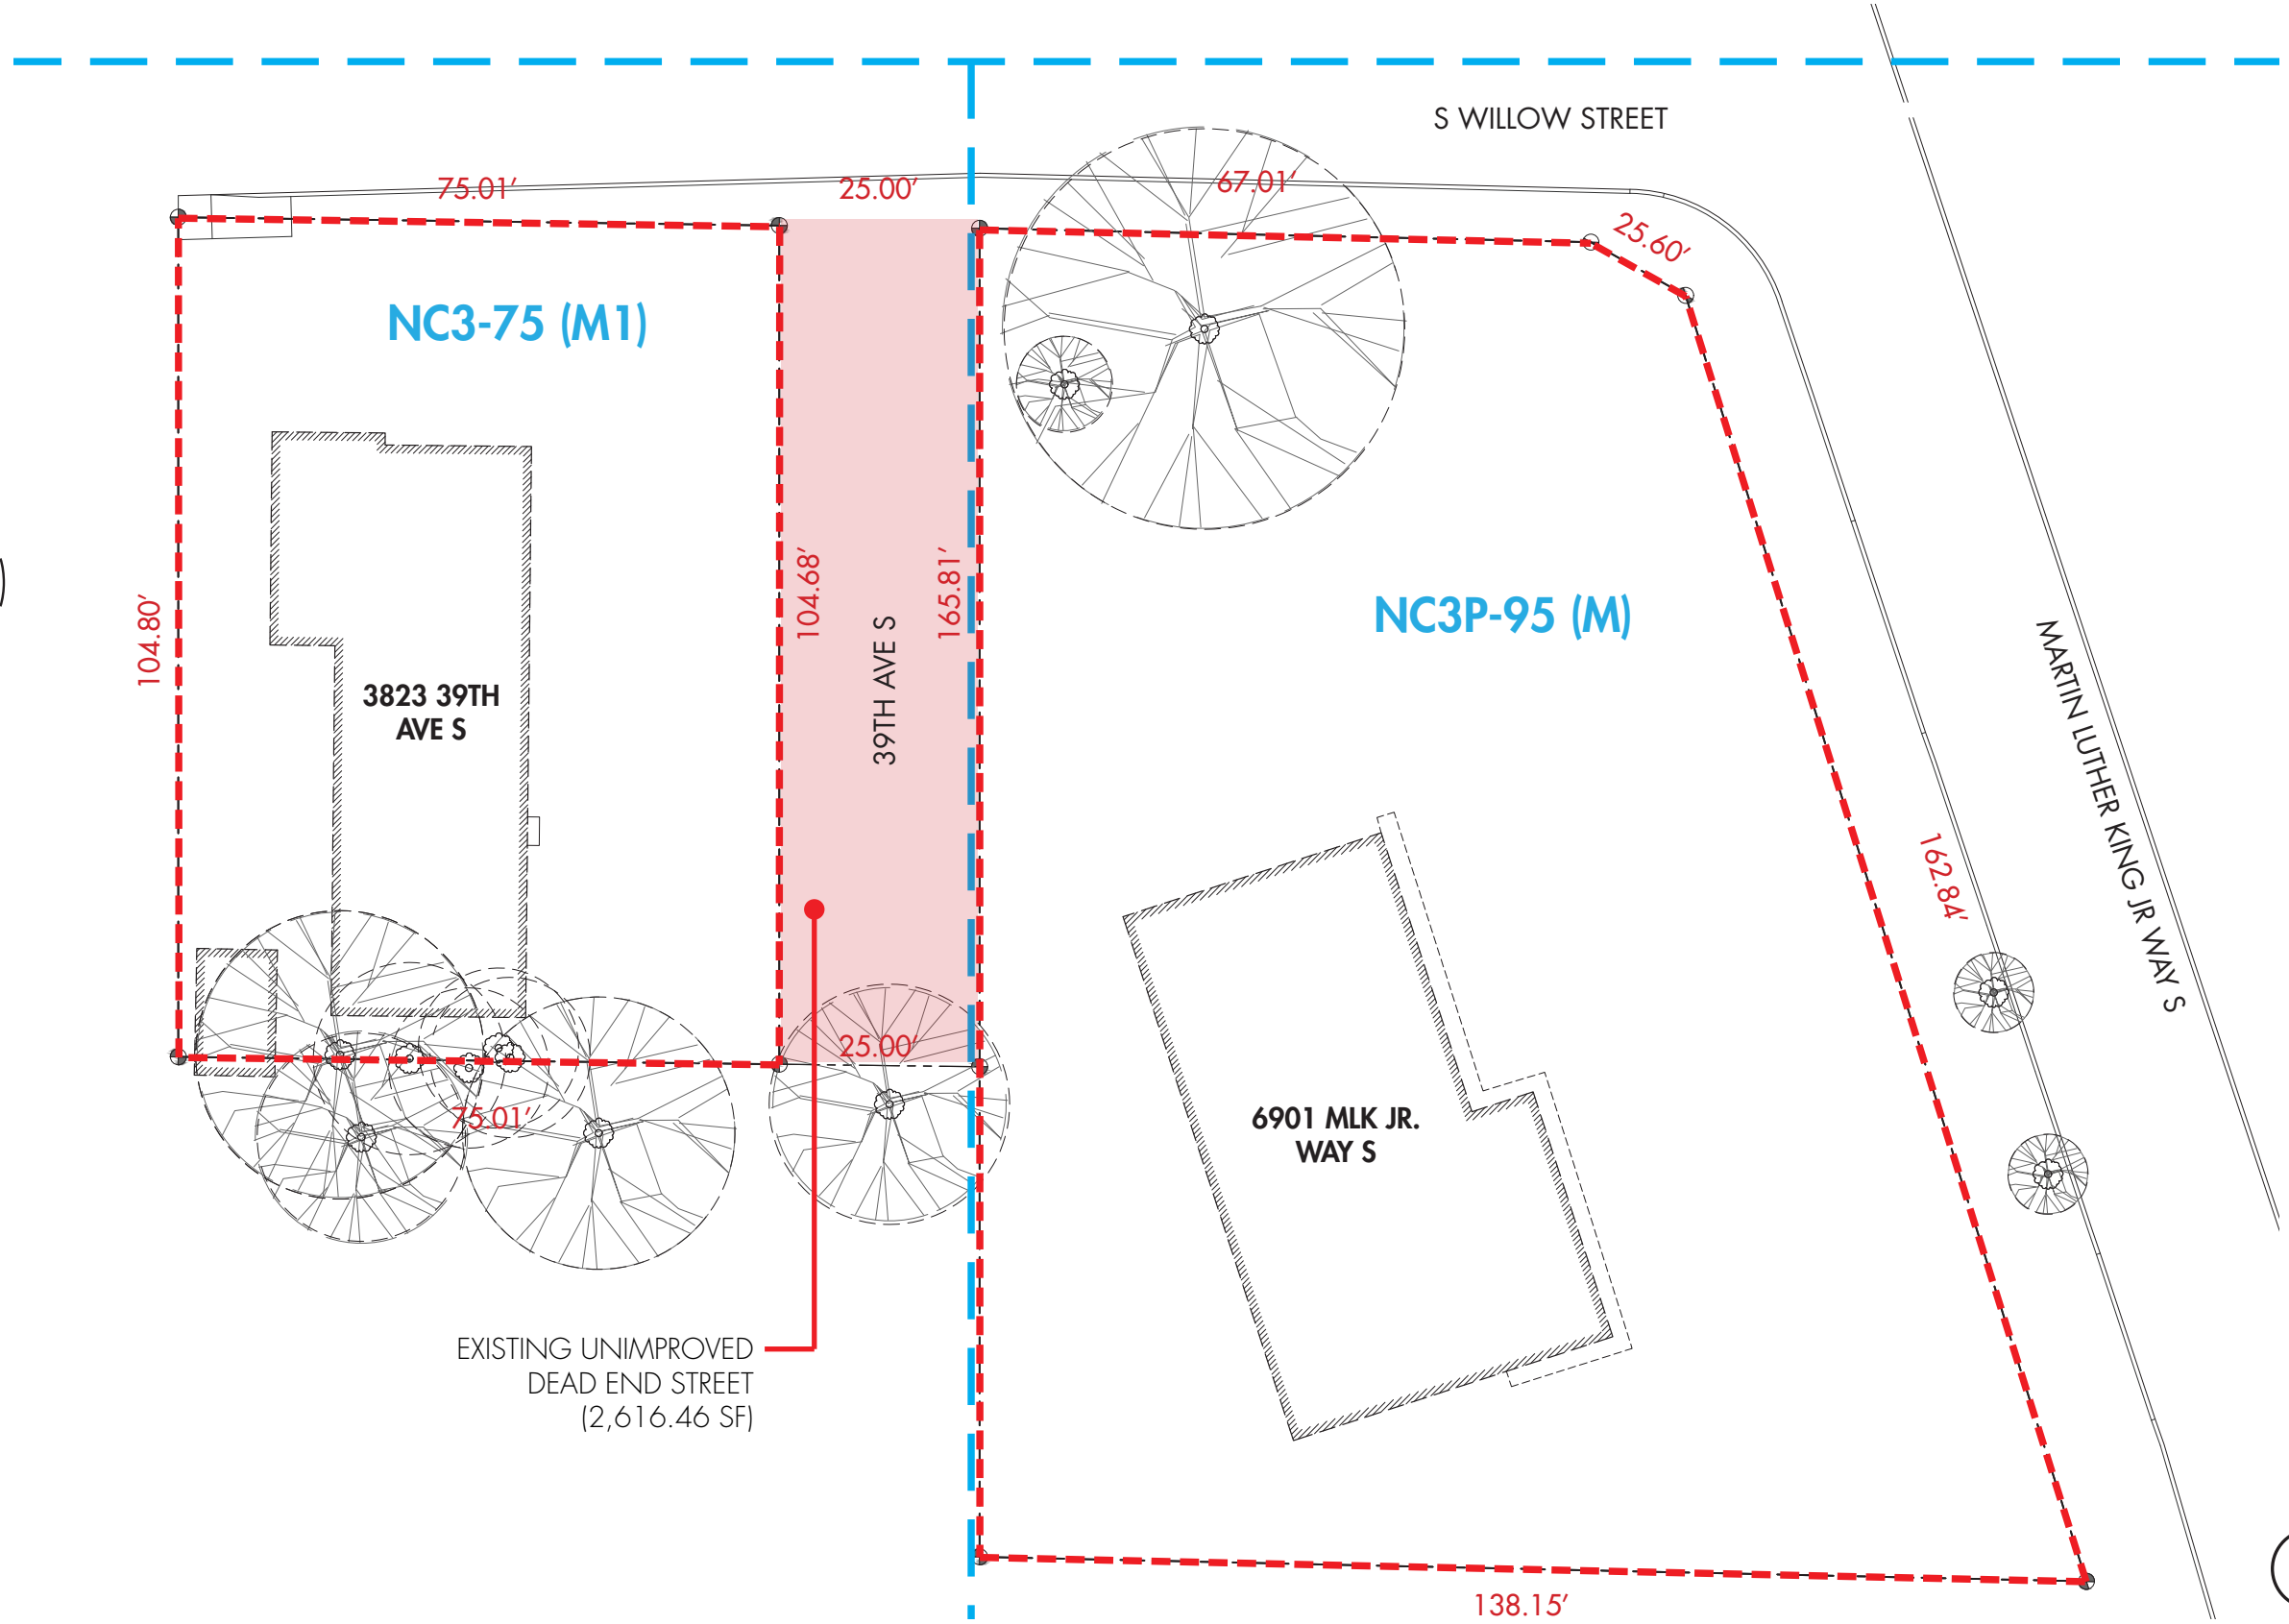 S WILLOW STREET
75.01’
25.00’
67.01’
25.60’
NC3-75 (M1)
104.80’
104.68’
165.81’
39TH AVE S
NC3P-95 (M)
3823 39TH
AVE S
MARTIN LUTHER KING JR WAY S
162.84’
25.00’
75.01’
6901 MLK JR.
WAY S
EXISTING UNIMPROVED
DEAD END STREET
(2,616.46 SF)
138.15’